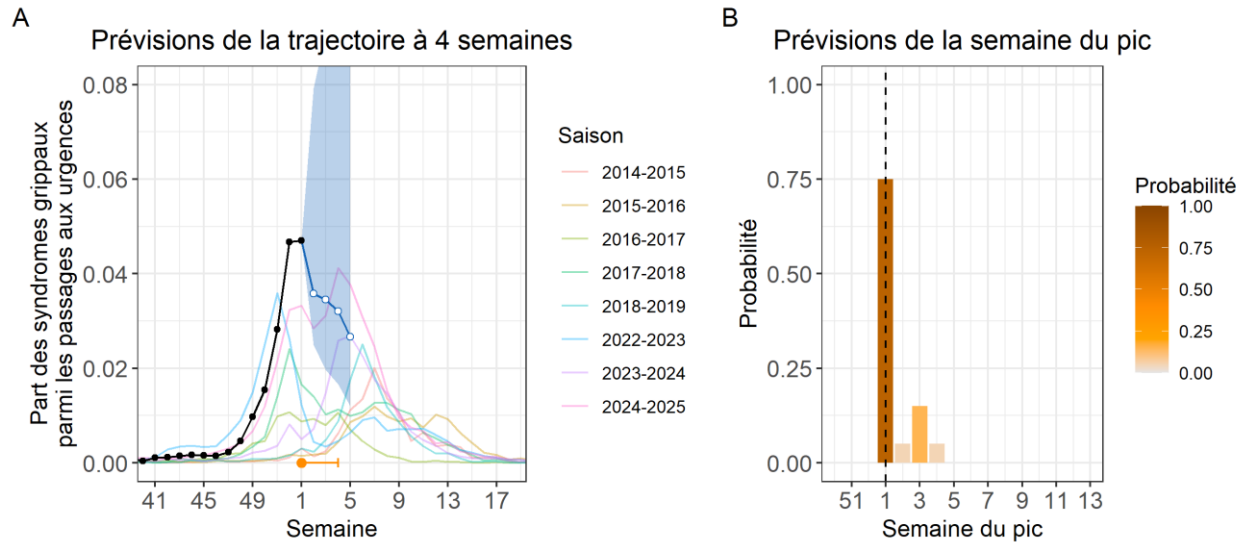 A
Prévisions de la trajectoire à 4 semaines
Part des syndromes grippaux
parmi les passages aux urgences
0.08
0.06
0.04
0.02
0.00
41 45 49 1 5 9 13 17
Semaine
Saison
2014-2015
2015-2016
2016-2017
2017-2018
2018-2019
2022-2023
2023-2024
2024-2025
B
Prévisions de la semaine du pic
Probabilité
1.00
0.75
0.50
0.25
0.00
51 1 3 5 7 9 11 13
Semaine du pic
Probabilité
1.00
0.75
0.50
0.25
0.00